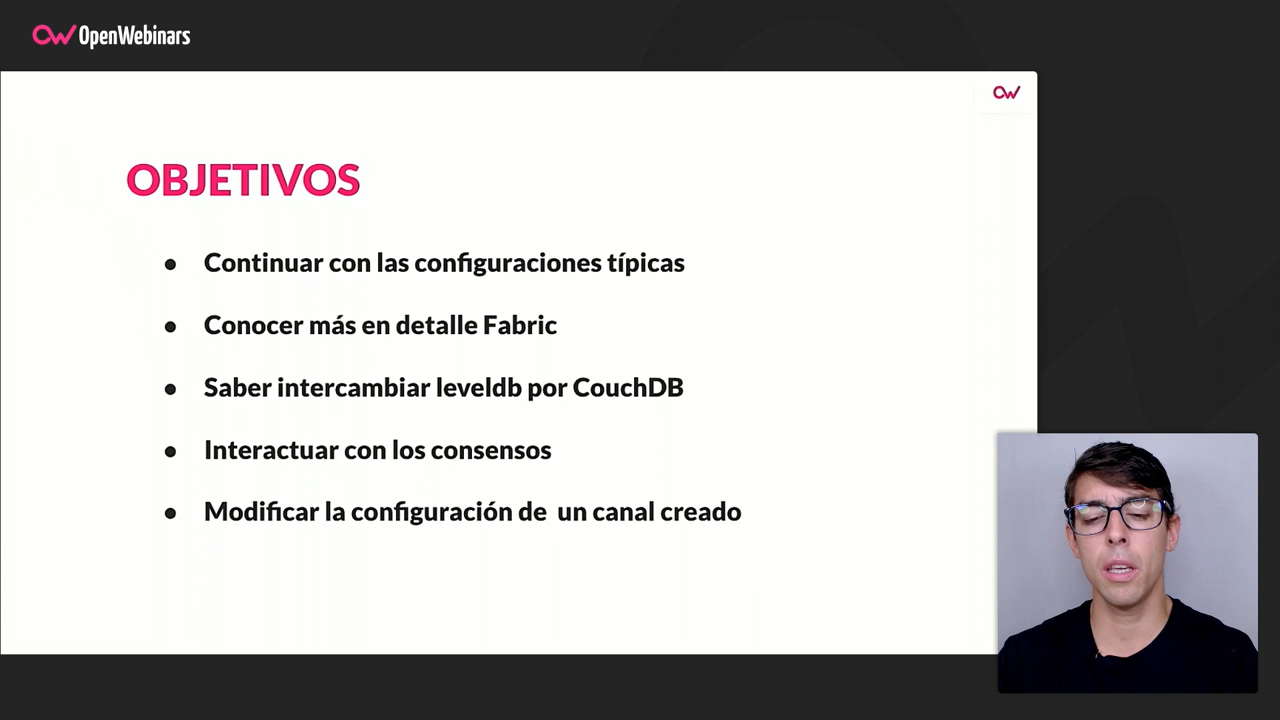 OpenWebinars
OBJETIVOS
● Continuar con las configuraciones típicas
● Conocer más en detalle Fabric
● Saber intercambiar leveldb por CouchDB
● Interactuar con los consensos
● Modificar la configuración de  un canal creado